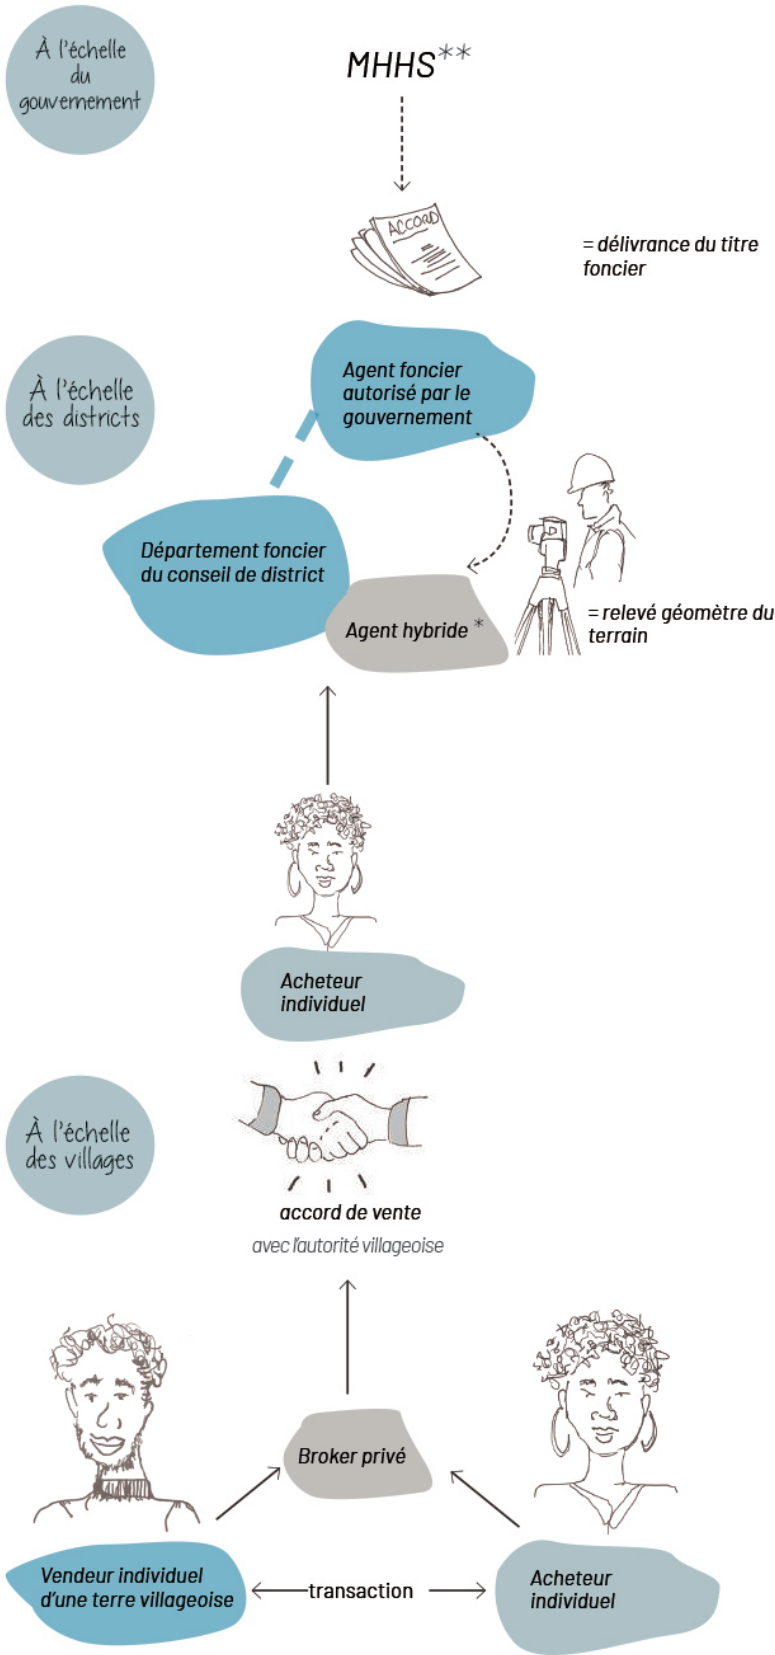 À l'échelle
du
gouvernement
MHHS**
ACCORD
= délivrance du titre
foncier
À l'échelle
des districts
Agent foncier
autorisé par le
gouvernement
Département foncier
du conseil de district
Agent hybride *
= relevé géomètre du
terrain
Acheteur
individuel
À l'échelle
des villages
accord de vente
avec l'autorité villageoise
Broker privé
Vendeur individuel
d'une terre villageoise
transaction
Acheteur
individuel